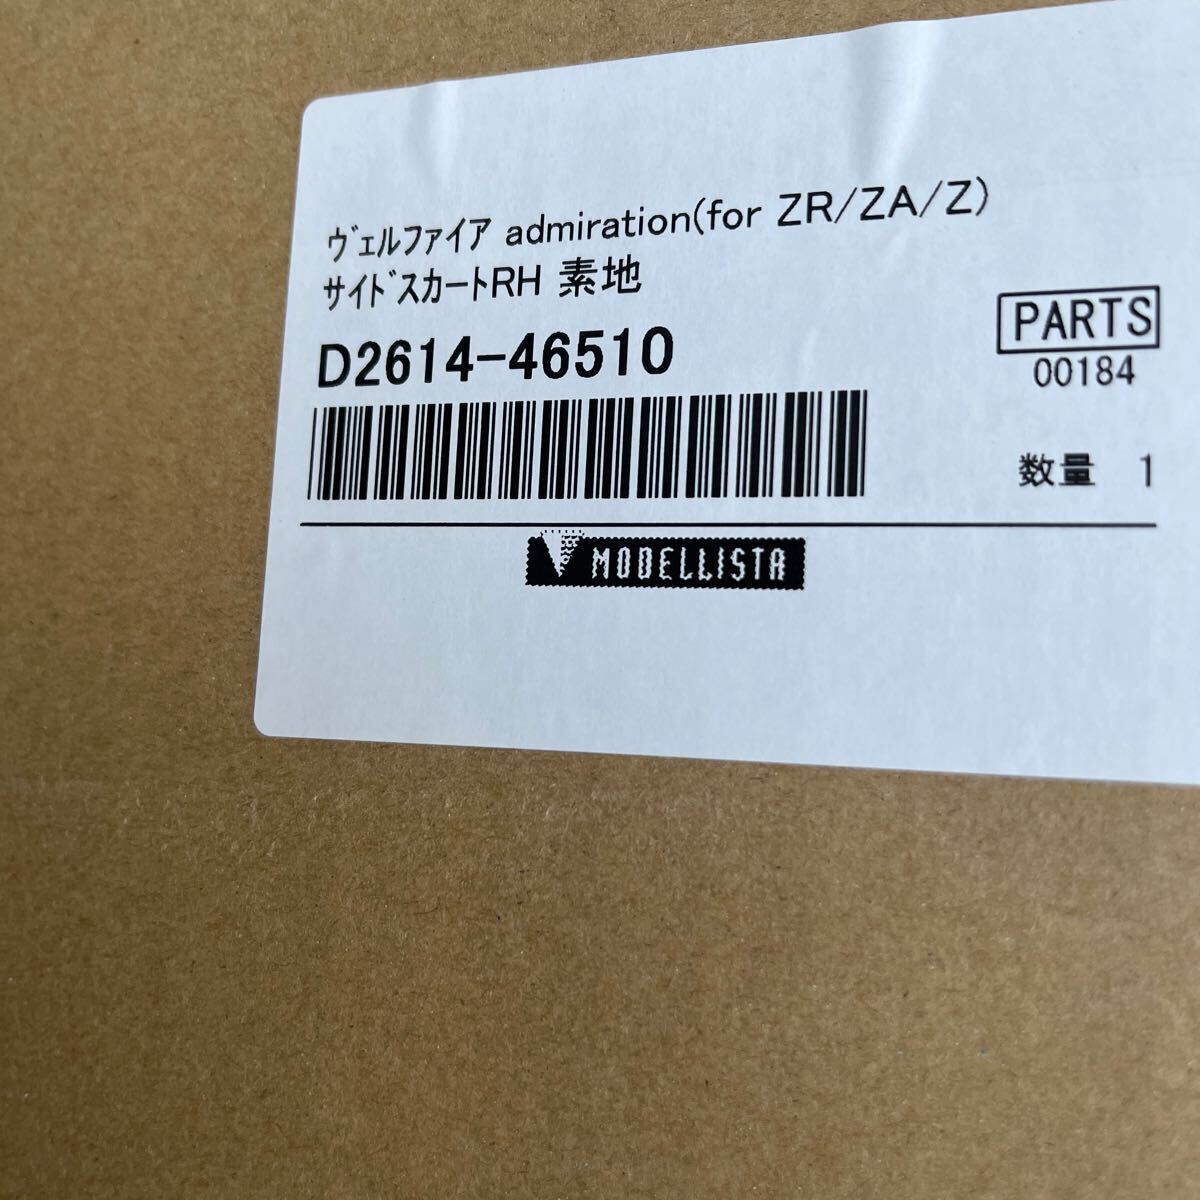 ヴェルファイア admiration(for ZR/ZA/Z)
サイドスカートRH 素地
D2614-46510
PARTS
00184
数量 1
MODELLISTA